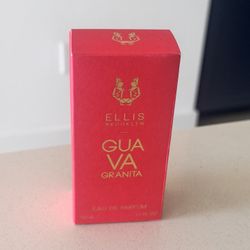 ELLIS
BROOKLYN
GUA
VA
GRANITA
EAU DE PARFUM